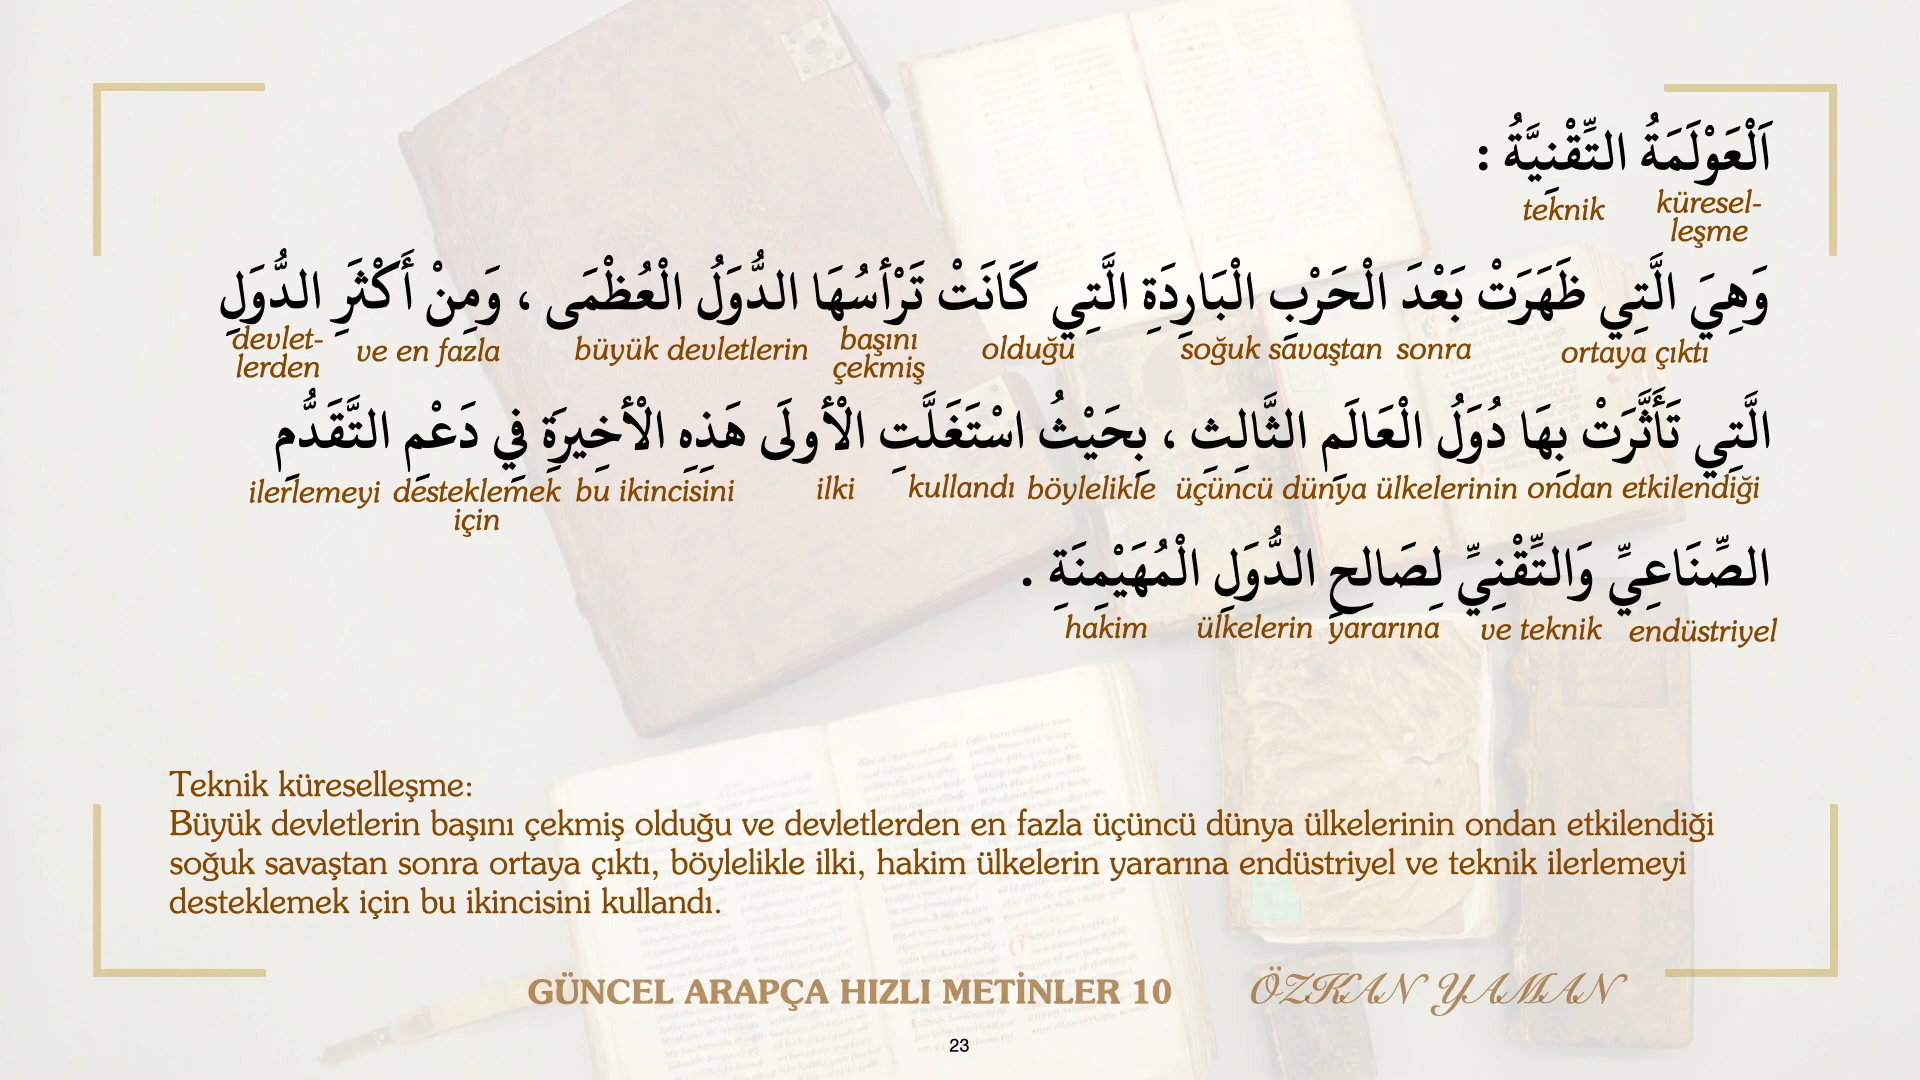 اَلْعَوْلَمَةُ التِّقْنِيَّةُ :
küresel-leşme teknik
وَهِيَ الَّتِي ظَهَرَتْ بَعْدَ الْحَرْبِ الْبَارِدَةِ الَّتِي كَانَتْ تَرْأسُهَا الدُّوَلُ الْعُظْمَى ، وَمِنْ أَكْثَرِ الدُّوَلِ
ortaya çıktı sonra soğuk savaştan olduğu başını çekmiş büyük devletlerin ve en fazla devlet-lerden
الَّتِي تَأَثَّرَتْ بِهَا دُوَلُ الْعَالَمِ الثَّالِثِ ، بِحَيْثُ اسْتَغَلَّتِ الْأولَى هَذِهِ الْأخِيرَةِ فِي دَعْمِ التَّقَدُّمِ
ondan etkilendiği üçüncü dünya ülkelerinin böylelikle kullandı ilki bu ikincisini desteklemek için ilerlemeyi
الصِّنَاعِيِّ وَالتِّقْنِيِّ لِصَالِحِ الدُّوَلِ الْمُهَيْمِنَةِ .
endüstriyel ve teknik yararına ülkelerin hakim
Teknik küreselleşme:
Büyük devletlerin başını çekmiş olduğu ve devletlerden en fazla üçüncü dünya ülkelerinin ondan etkilendiği
soğuk savaştan sonra ortaya çıktı, böylelikle ilki, hakim ülkelerin yararına endüstriyel ve teknik ilerlemeyi
desteklemek için bu ikincisini kullandı.
GÜNCEL ARAPÇA HIZLI METİNLER 10 ÖZKAN YAMAN
23